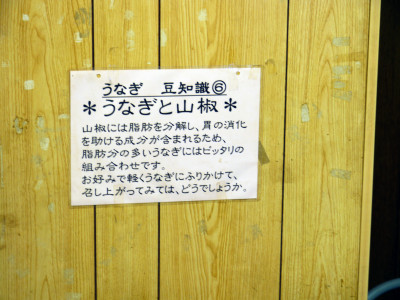 うなぎ 豆知識⑥
＊うなぎと山椒＊
山椒には脂肪を分解し、胃の消化
を助ける成分が含まれるため、
脂肪分の多いうなぎにはピッタリの
組み合わせです。
お好みで軽くうなぎにふりかけて、
召し上がってみては、どうでしょうか。